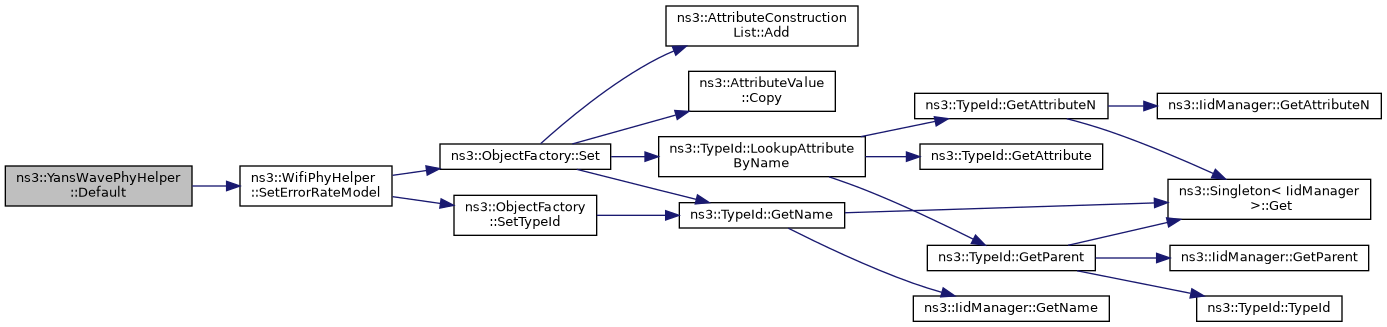 ns3::YansWavePhyHelper
::Default
ns3::WifiPhyHelper
::SetErrorRateModel
ns3::ObjectFactory::Set
ns3::ObjectFactory
::SetTypeId
ns3::AttributeConstruction
List::Add
ns3::AttributeValue
::Copy
ns3::TypeId::LookupAttribute
ByName
ns3::TypeId::GetName
ns3::TypeId::GetAttributeN
ns3::TypeId::GetAttribute
ns3::TypeId::GetParent
ns3::IidManager::GetName
ns3::IidManager::GetAttributeN
ns3::Singleton< IidManager
>::Get
ns3::IidManager::GetParent
ns3::TypeId::TypeId